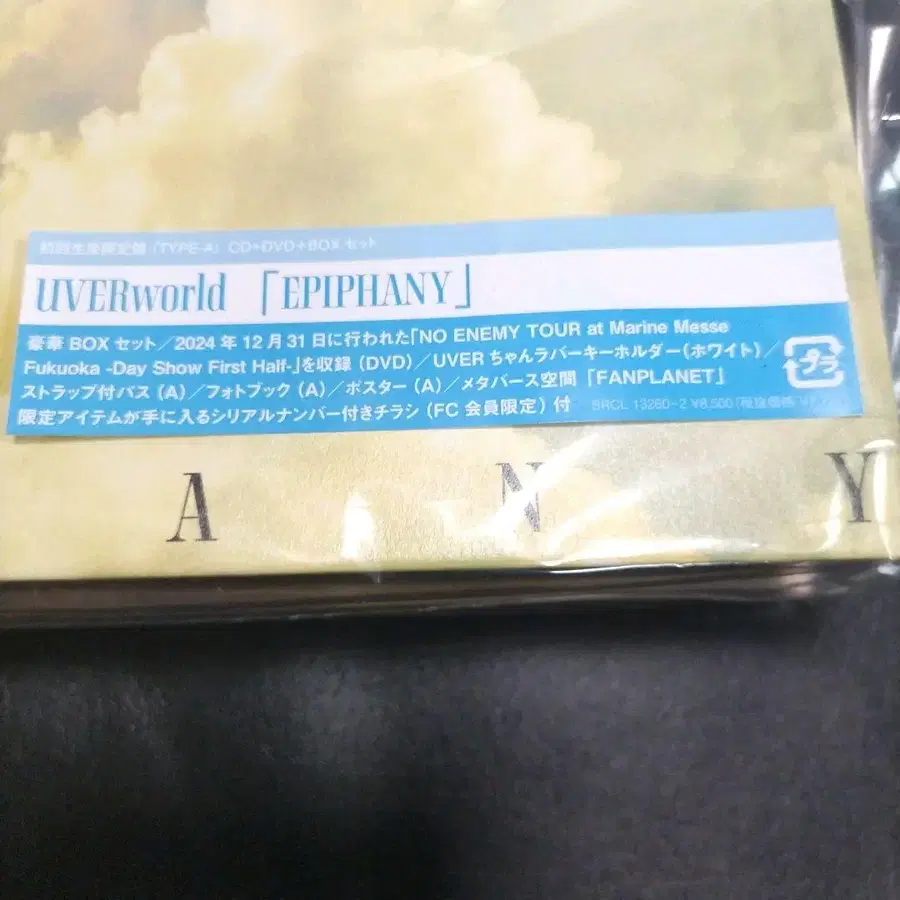 初回生産限定盤「TYPE-A」 CD+DVD+BOX セット
UVERworld 「EPIPHANY」
豪華 BOX セット／2024 年 12 月 31 日に行われた「NO ENEMY TOUR at Marine Messe
Fukuoka -Day Show First Half-」を収録 (DVD)／UVER ちゃんラバーキーホルダー(ホワイト)／
ストラップ付パス (A)／フォトブック (A)／ポスター (A)／メタバース空間「FANPLANET」
限定アイテムが手に入るシリアルナンバー付きチラシ (FC 会員限定) 付 SRCL 13260-2 ¥8,500
プラ
A N Y